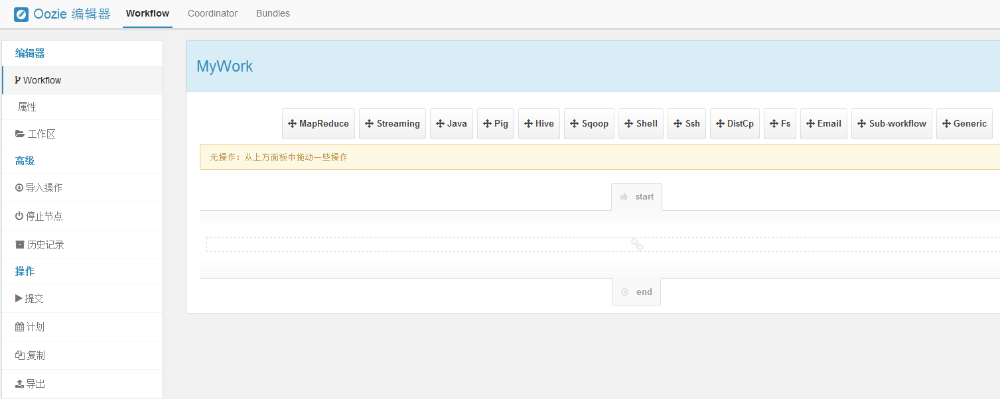 Oozie 编辑器 Workflow Coordinator Bundles
编辑器
Workflow
属性
工作区
高级
导入操作
停止节点
历史记录
操作
提交
计划
复制
导出
MyWork
MapReduce Streaming Java Pig Hive Sqoop Shell Ssh DistCp Fs Email Sub-workflow Generic
无操作：从上方面板中拖动一些操作
start
end